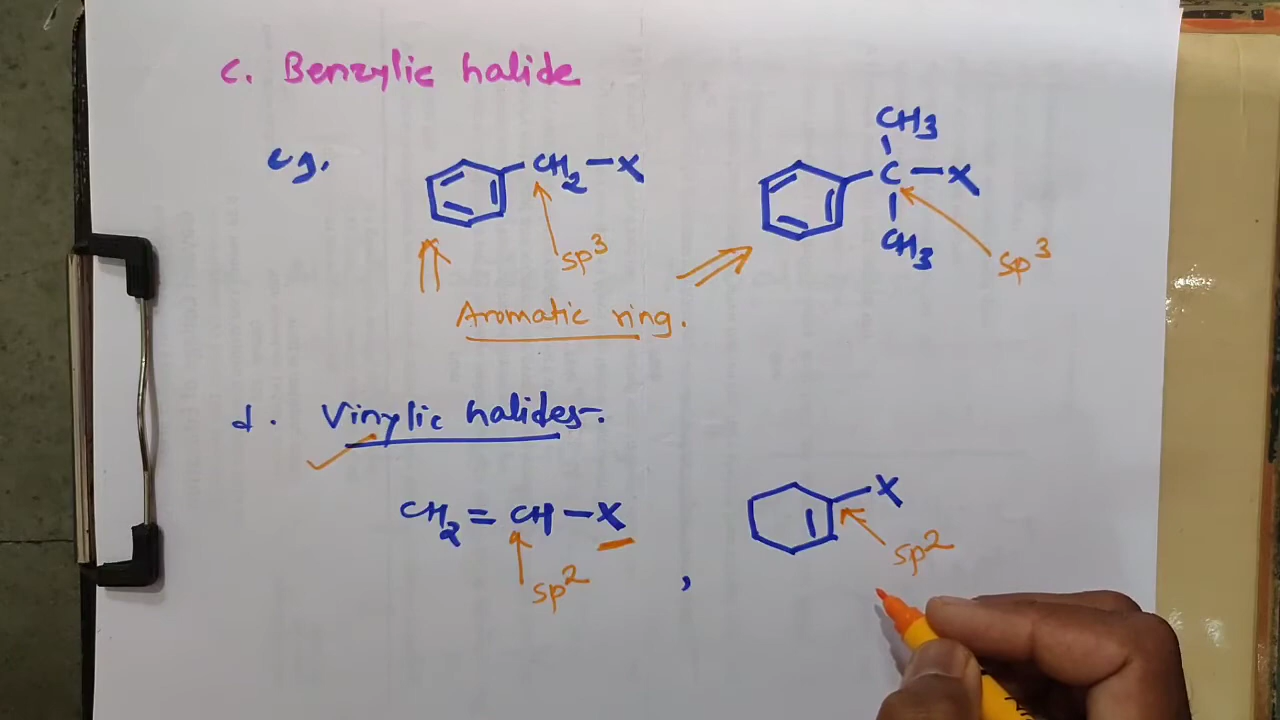 c. Benzylic halide
e.g. CH2-X
CH3
C-X
CH3
sp3
sp3
Aromatic ring.
d. Vinylic halides-.
CH2=CH-X , X
sp2
sp2